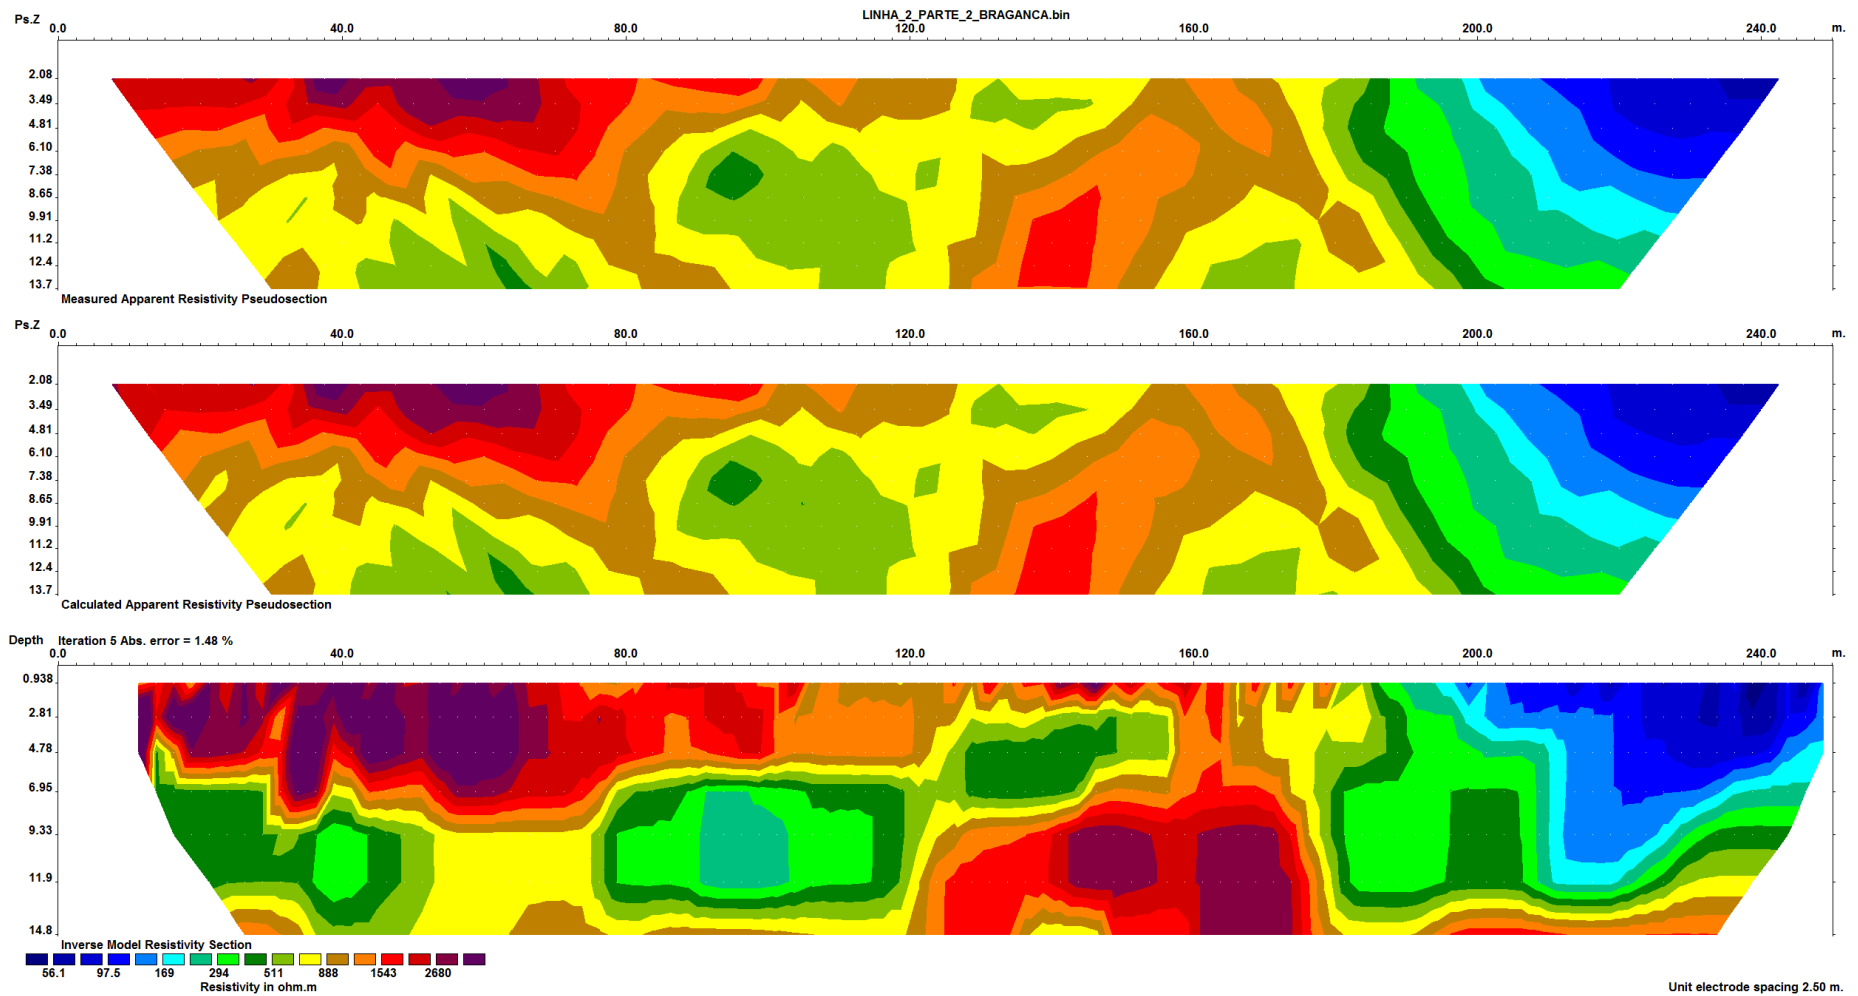 LINHA_2_PARTE_2_BRAGANCA.bin
Ps.Z
0.0 40.0 80.0 120.0 160.0 200.0 240.0 m.
2.08
3.49
4.81
6.10
7.38
8.65
9.91
11.2
12.4
13.7
Measured Apparent Resistivity Pseudosection
Ps.Z
0.0 40.0 80.0 120.0 160.0 200.0 240.0 m.
2.08
3.49
4.81
6.10
7.38
8.65
9.91
11.2
12.4
13.7
Calculated Apparent Resistivity Pseudosection
Depth Iteration 5 Abs. error = 1.48 %
0.0 40.0 80.0 120.0 160.0 200.0 240.0 m.
0.938
2.81
4.78
6.95
9.33
11.9
14.8
Inverse Model Resistivity Section
56.1 97.5 169 294 511 888 1543 2680
Resistivity in ohm.m
Unit electrode spacing 2.50 m.